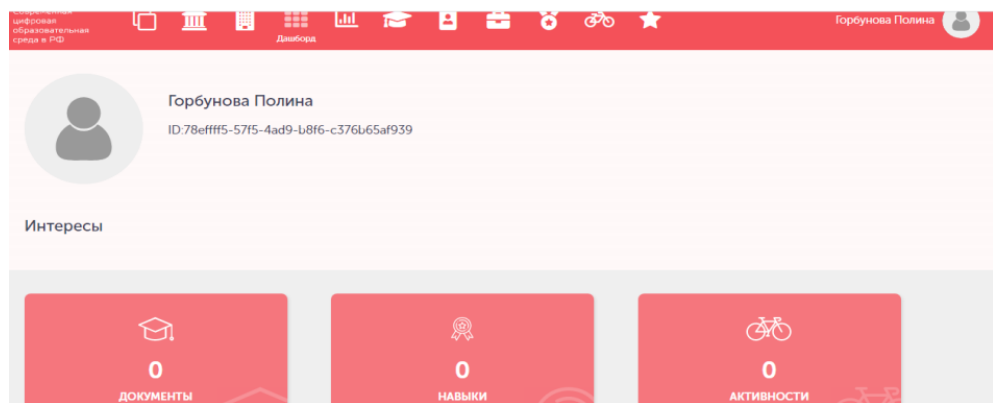 Современная
цифровая
образовательная
среда в РФ
Дашборд
Горбунова Полина
Горбунова Полина
ID:78effff5-57f5-4ad9-b8f6-c376b65af939
Интересы
0
ДОКУМЕНТЫ
0
НАВЫКИ
0
АКТИВНОСТИ